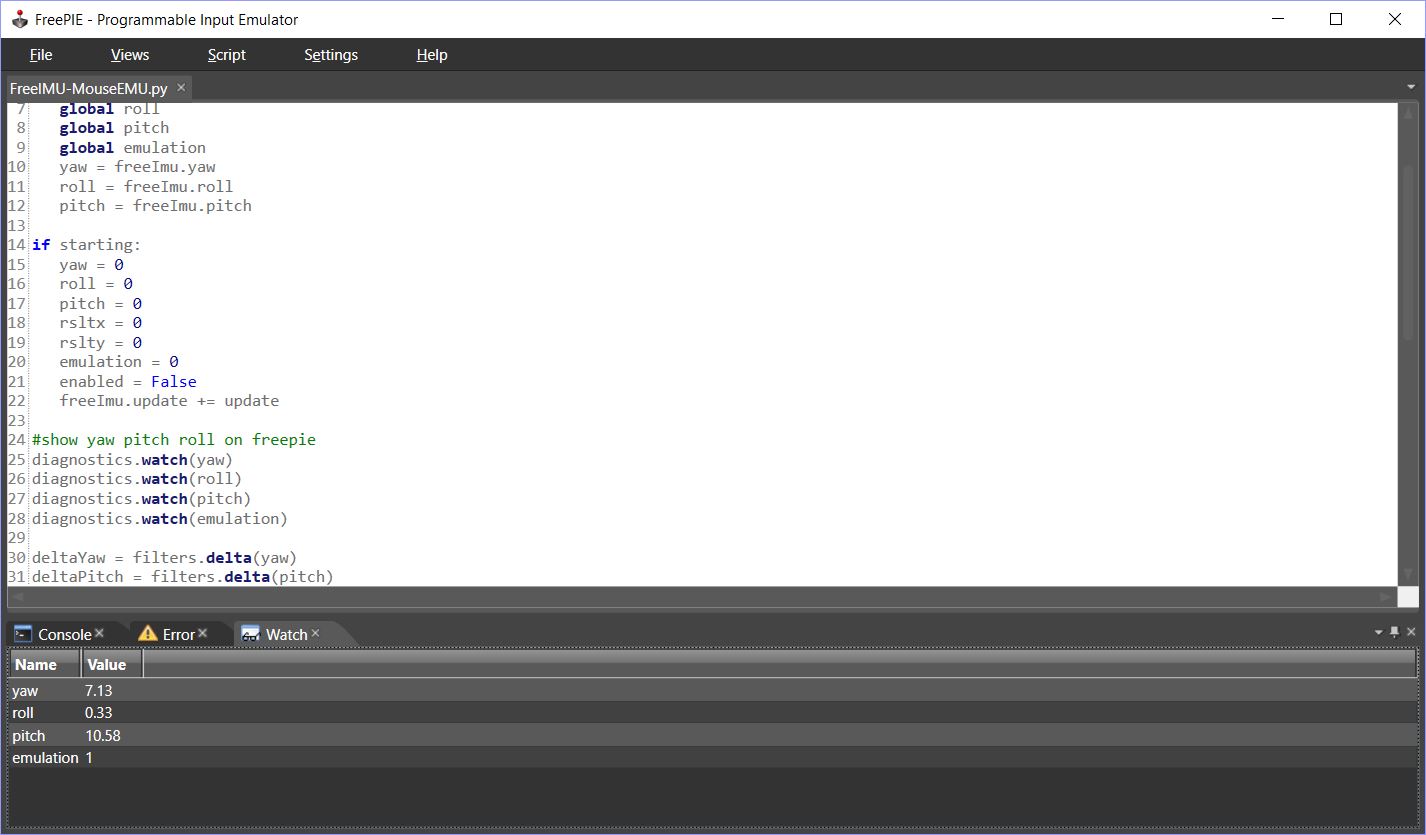 FreePIE - Programmable Input Emulator
File Views Script Settings Help
FreeIMU-MouseEMU.py
7 global roll
8 global pitch
9 global emulation
10 yaw = freeImu.yaw
11 roll = freeImu.roll
12 pitch = freeImu.pitch
13
14 if starting:
15 yaw = 0
16 roll = 0
17 pitch = 0
18 rsltx = 0
19 rslty = 0
20 emulation = 0
21 enabled = False
22 freeImu.update += update
23
24 #show yaw pitch roll on freepie
25 diagnostics.watch(yaw)
26 diagnostics.watch(roll)
27 diagnostics.watch(pitch)
28 diagnostics.watch(emulation)
29
30 deltaYaw = filters.delta(yaw)
31 deltaPitch = filters.delta(pitch)
Console Error Watch
Name Value
yaw 7.13
roll 0.33
pitch 10.58
emulation 1